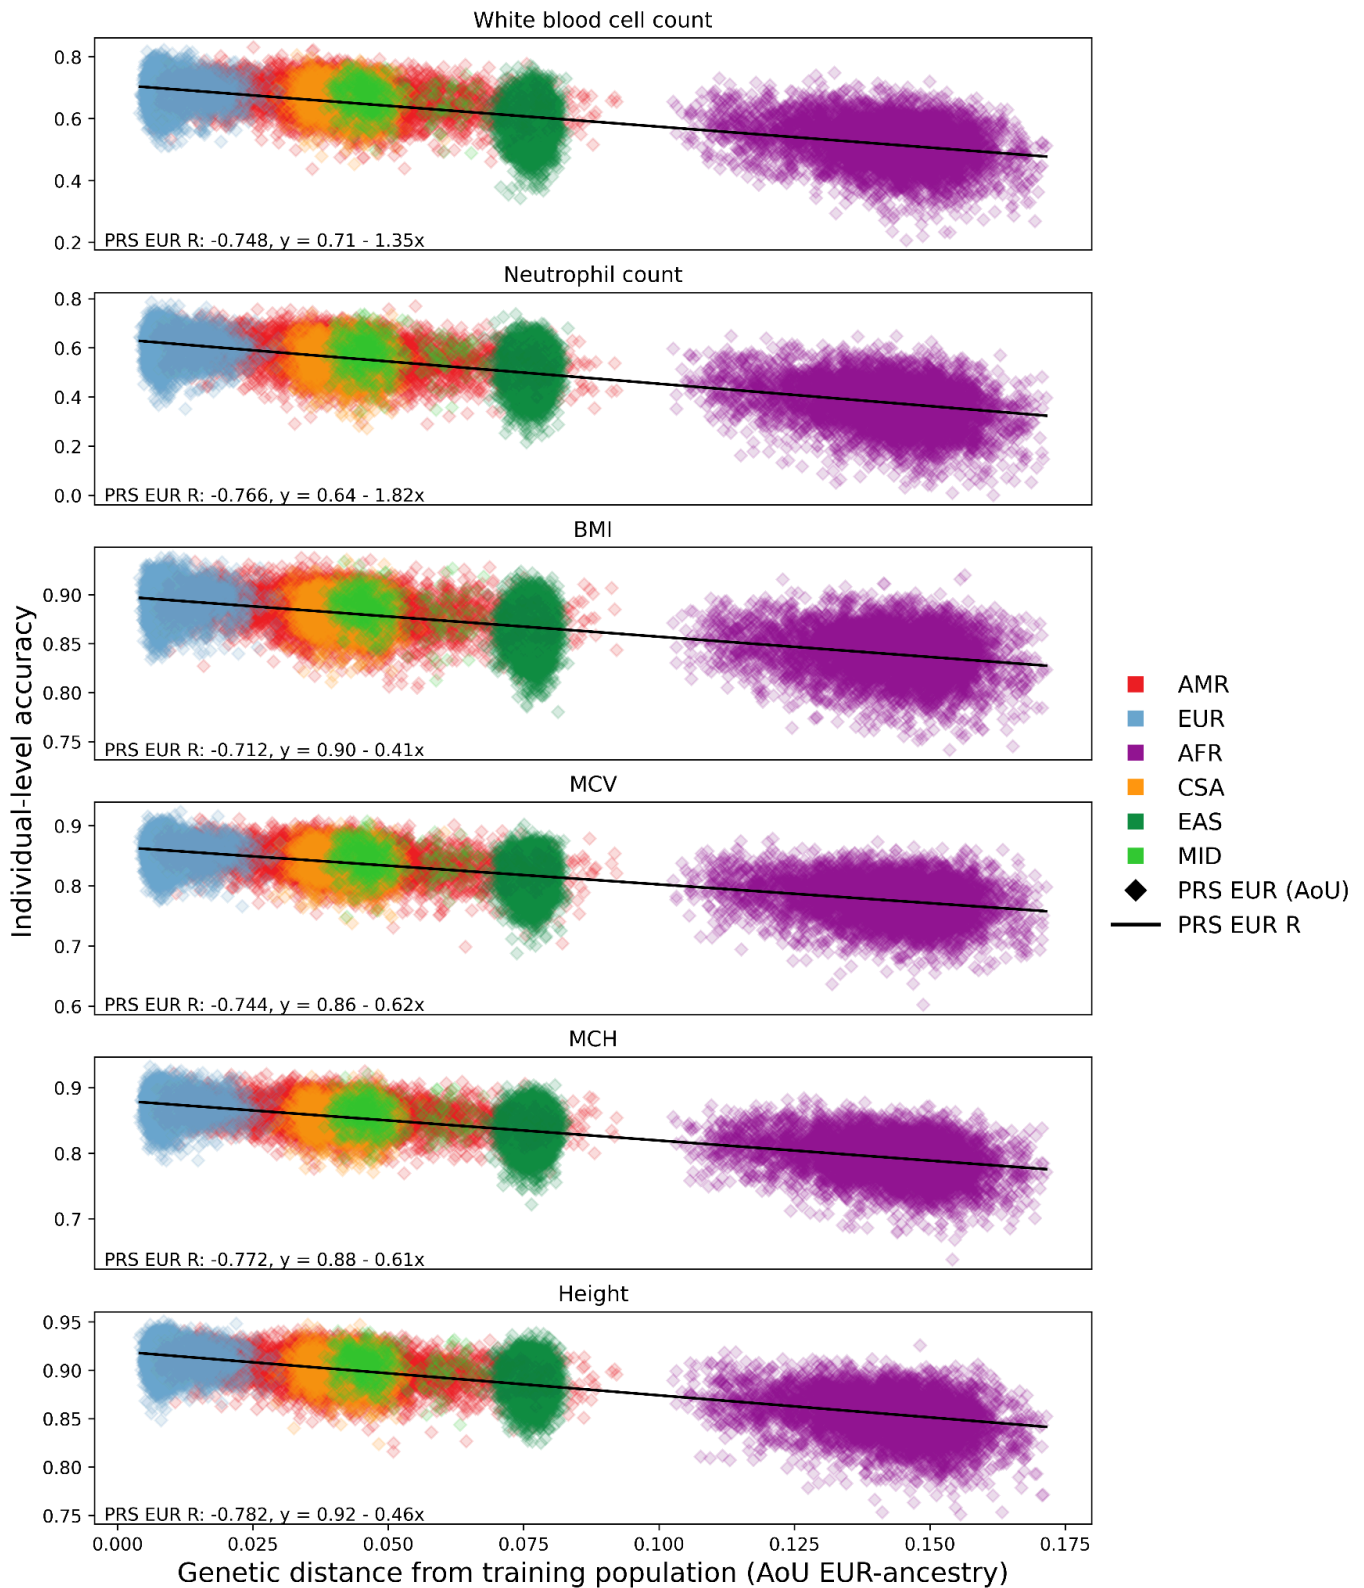 White blood cell count
0.8
0.6
0.4
0.2
PRS EUR R: -0.748, y = 0.71 - 1.35x
Neutrophil count
0.8
0.6
0.4
0.2
0.0
PRS EUR R: -0.766, y = 0.64 - 1.82x
BMI
0.90
0.85
0.80
0.75
PRS EUR R: -0.712, y = 0.90 - 0.41x
MCV
0.9
0.8
0.7
0.6
PRS EUR R: -0.744, y = 0.86 - 0.62x
MCH
0.9
0.8
0.7
PRS EUR R: -0.772, y = 0.88 - 0.61x
Height
0.95
0.90
0.85
0.80
0.75
PRS EUR R: -0.782, y = 0.92 - 0.46x
0.000 0.025 0.050 0.075 0.100 0.125 0.150 0.175
Genetic distance from training population (AoU EUR-ancestry)
Individual-level accuracy
AMR
EUR
AFR
CSA
EAS
MID
PRS EUR (AoU)
PRS EUR R